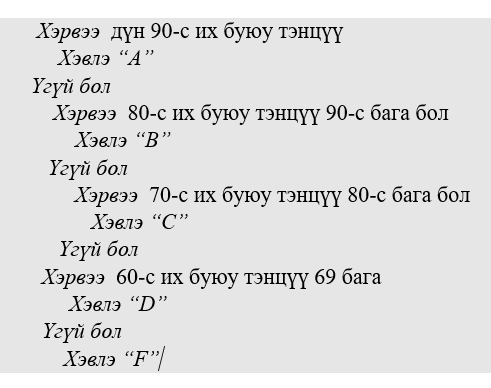 Хэрвээ дүн 90-с их буюу тэнцүү
Хэвлэ “A”
Үгүй бол
Хэрвээ 80-с их буюу тэнцүү 90-с бага бол
Хэвлэ “B”
Үгүй бол
Хэрвээ 70-с их буюу тэнцүү 80-с бага бол
Хэвлэ “C”
Үгүй бол
Хэрвээ 60-с их буюу тэнцүү 69 бага
Хэвлэ “D”
Үгүй бол
Хэвлэ “F”